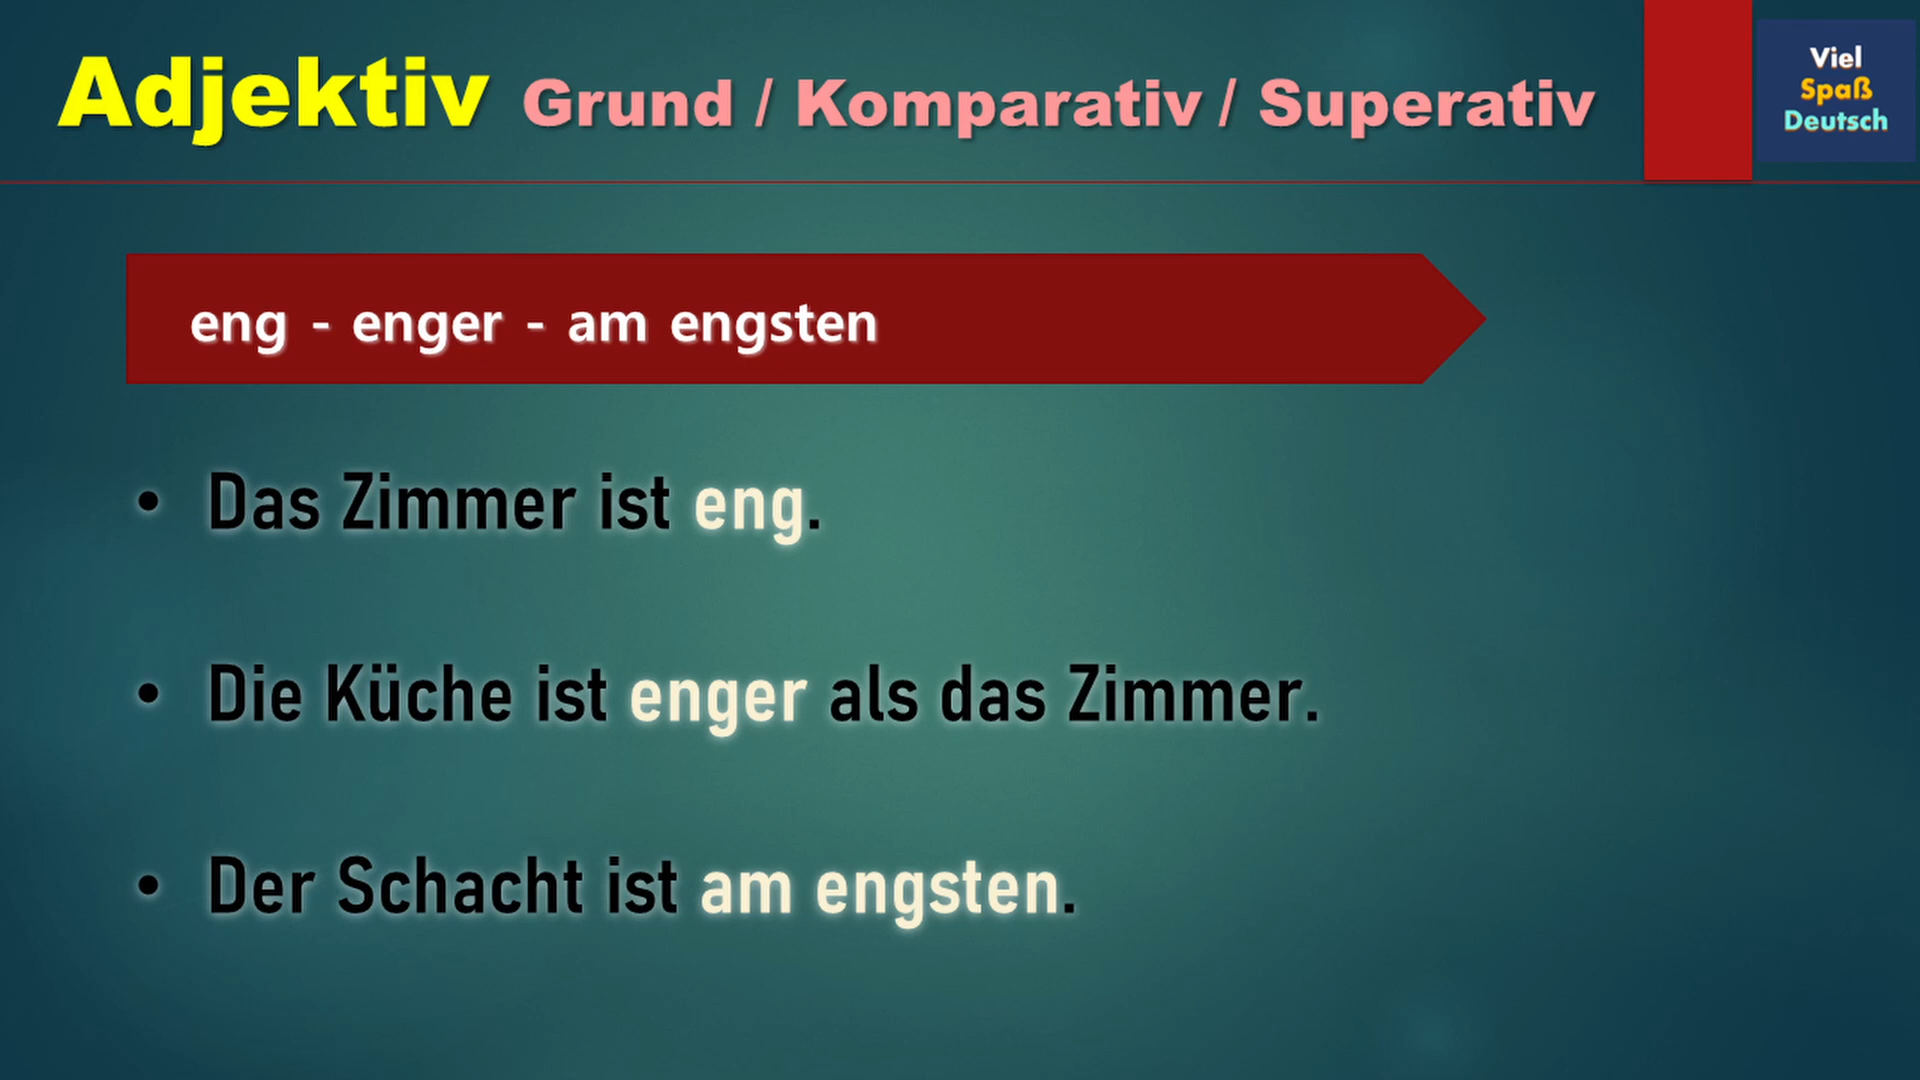 Adjektiv Grund / Komparativ / Superativ
Viel
Spaß
Deutsch
eng - enger - am engsten
• Das Zimmer ist eng.
• Die Küche ist enger als das Zimmer.
• Der Schacht ist am engsten.